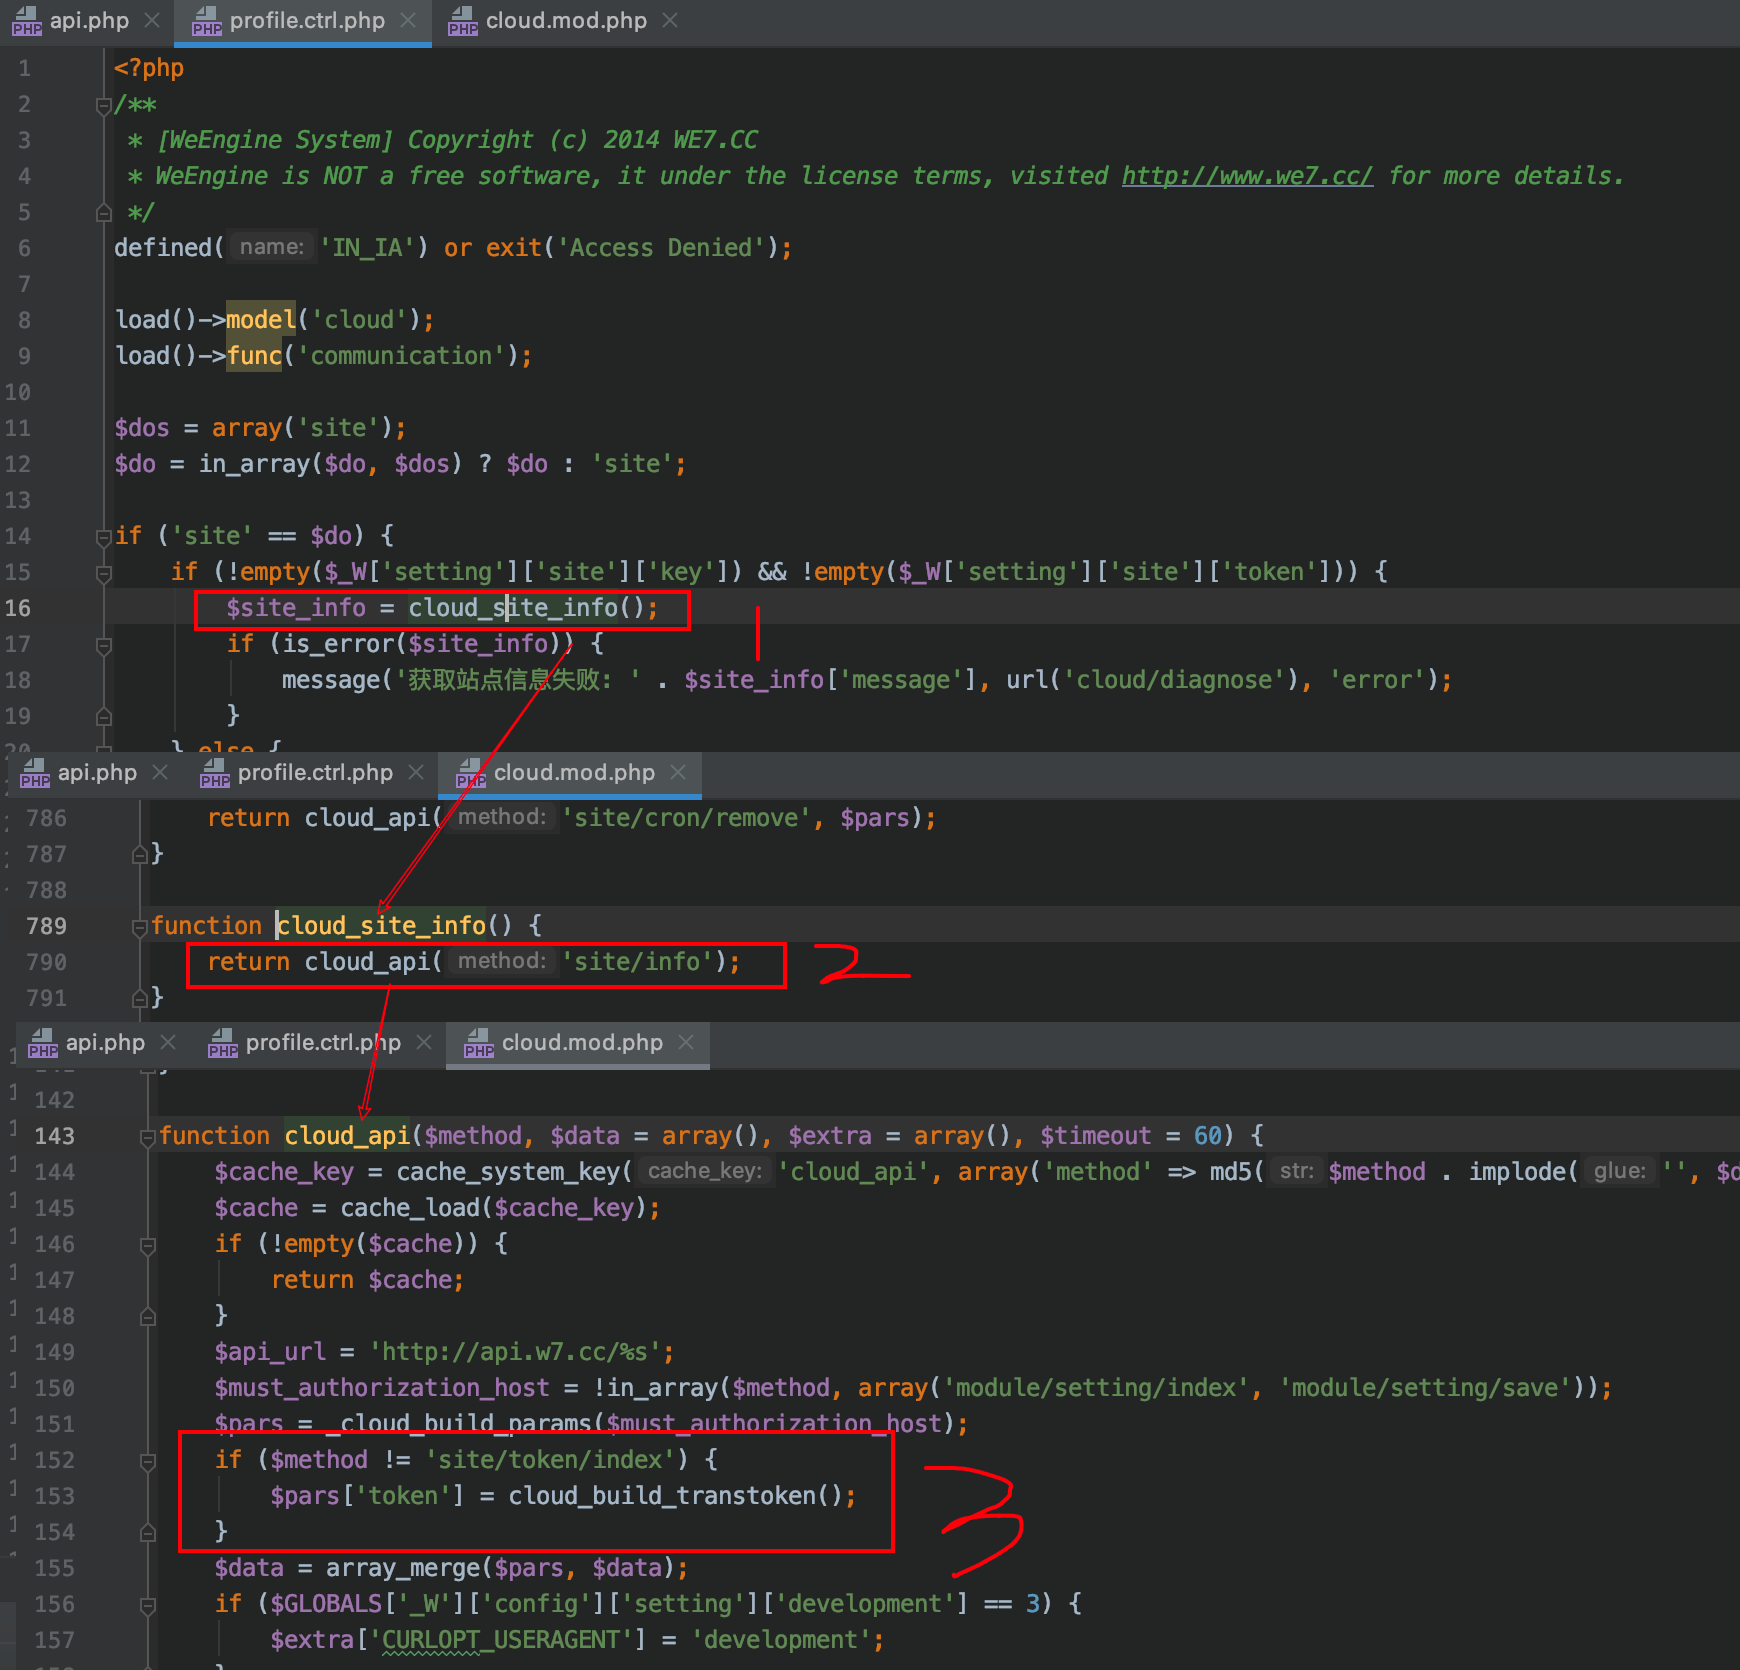 api.php profile.ctrl.php cloud.mod.php
1 <?php
2 /**
3 * [WeEngine System] Copyright (c) 2014 WE7.CC
4 * WeEngine is NOT a free software, it under the license terms, visited http://www.we7.cc/ for more details.
5 */
6 defined( name: 'IN_IA') or exit('Access Denied');
7
8 load()->model('cloud');
9 load()->func('communication');
10
11 $dos = array('site');
12 $do = in_array($do, $dos) ? $do : 'site';
13
14 if ('site' == $do) {
15 if (!empty($_W['setting']['site']['key']) && !empty($_W['setting']['site']['token'])) {
16 $site_info = cloud_site_info();
17 if (is_error($site_info)) {
1
18 message('获取站点信息失败: ' . $site_info['message'], url('cloud/diagnose'), 'error');
19 }
20 } else {
api.php profile.ctrl.php cloud.mod.php
786 return cloud_api( method: 'site/cron/remove', $pars);
787 }
788
789 function cloud_site_info() {
790 return cloud_api( method: 'site/info');
2
791 }
api.php profile.ctrl.php cloud.mod.php
142
143 function cloud_api($method, $data = array(), $extra = array(), $timeout = 60) {
144 $cache_key = cache_system_key( cache_key: 'cloud_api', array('method' => md5( str: $method . implode( glue: '',
145 $cache = cache_load($cache_key);
146 if (!empty($cache)) {
147 return $cache;
148 }
149 $api_url = 'http://api.w7.cc/%s';
150 $must_authorization_host = !in_array($method, array('module/setting/index', 'module/setting/save'));
151 $pars = _cloud_build_params($must_authorization_host);
152 if ($method != 'site/token/index') {
153 $pars['token'] = cloud_build_transtoken();
3
154 }
155 $data = array_merge($pars, $data);
156 if ($GLOBALS['_W']['config']['setting']['development'] == 3) {
157 $extra['CURLOPT_USERAGENT'] = 'development';